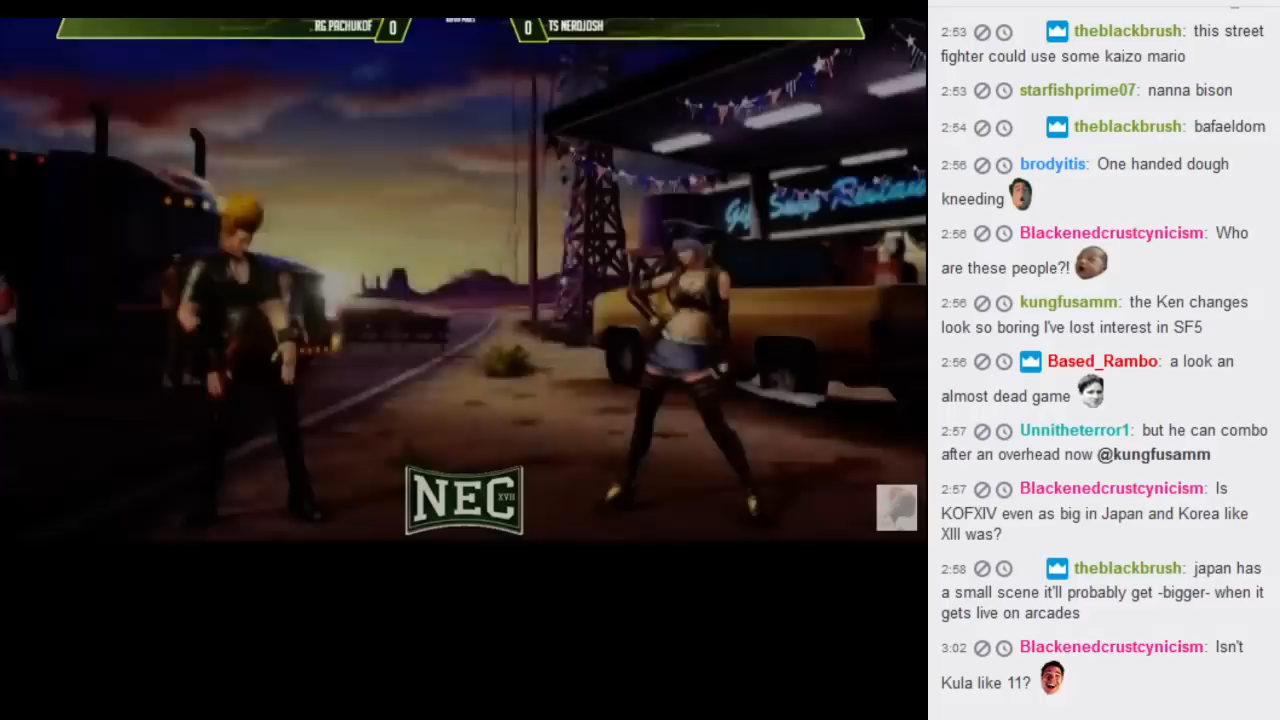 RG PACHUKOF 0
0 TS NERDJOSH
NEC XVII
2:53 theblackbrush: this street
fighter could use some kaizo mario
2:53 starfishprime07: nanna bison
2:54 theblackbrush: bafaeldom
2:56 brodyitis: One handed dough
kneeding
2:56 Blackenedcrustcynicism: Who
are these people?!
2:56 kungfusamm: the Ken changes
look so boring I've lost interest in SF5
2:56 Based_Rambo: a look an
almost dead game
2:57 Unnitheterror1: but he can combo
after an overhead now @kungfusamm
2:57 Blackenedcrustcynicism: Is
KOFXIV even as big in Japan and Korea like
XIII was?
2:58 theblackbrush: japan has
a small scene it'll probably get -bigger- when it
gets live on arcades
3:02 Blackenedcrustcynicism: Isn't
Kula like 11?